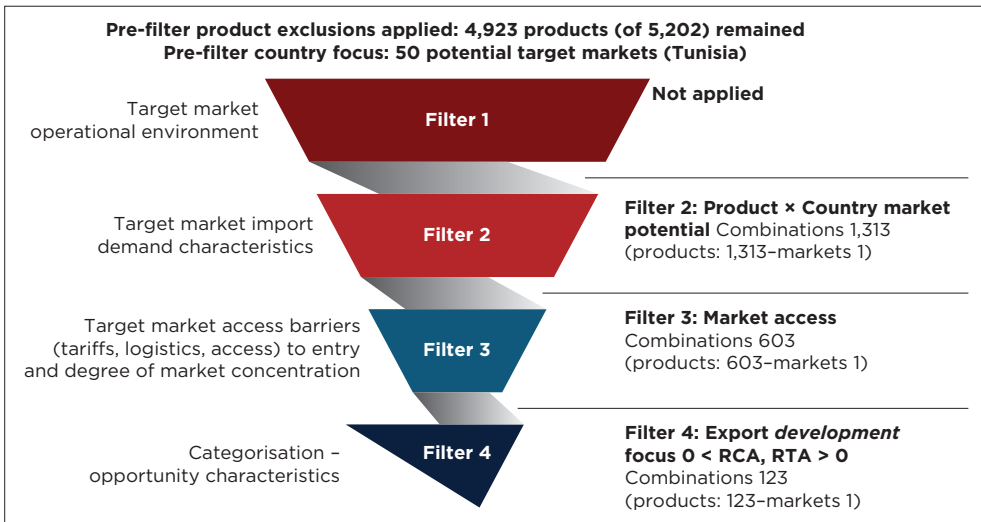 Pre-filter product exclusions applied: 4,923 products (of 5,202) remained
Pre-filter country focus: 50 potential target markets (Tunisia)
Target market
operational environment
Filter 1
Not applied
Target market import
demand characteristics
Filter 2
Filter 2: Product × Country market
potential Combinations 1,313
(products: 1,313–markets 1)
Target market access barriers
(tariffs, logistics, access) to entry
and degree of market concentration
Filter 3
Filter 3: Market access
Combinations 603
(products: 603–markets 1)
Categorisation –
opportunity characteristics
Filter 4
Filter 4: Export development
focus 0 < RCA, RTA > 0
Combinations 123
(products: 123–markets 1)